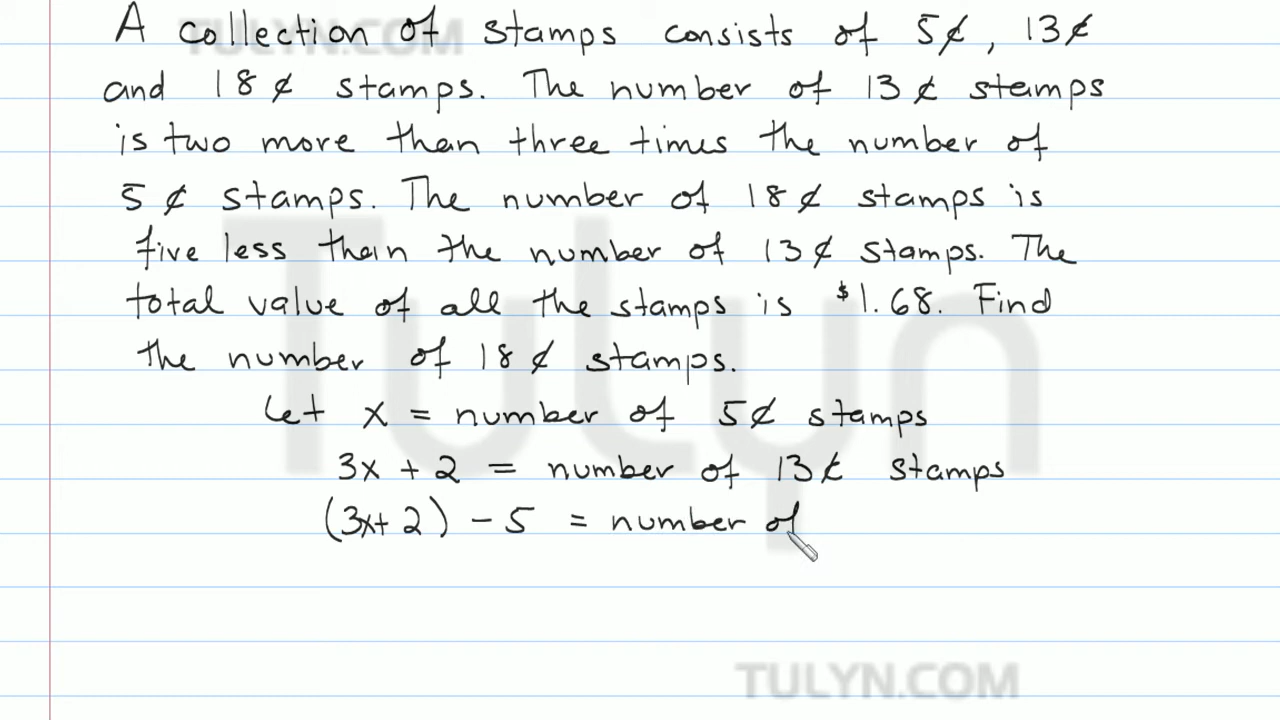 A collection of stamps consists of 5¢, 13¢
and 18¢ stamps. The number of 13¢ stamps
is two more than three times the number of
5¢ stamps. The number of 18¢ stamps is
five less than the number of 13¢ stamps. The
total value of all the stamps is $1.68. Find
the number of 18¢ stamps.
Let x = number of 5¢ stamps
3x + 2 = number of 13¢ stamps
(3x+2) - 5 = number of
Tulyn
TULYN.COM
TULYN.COM